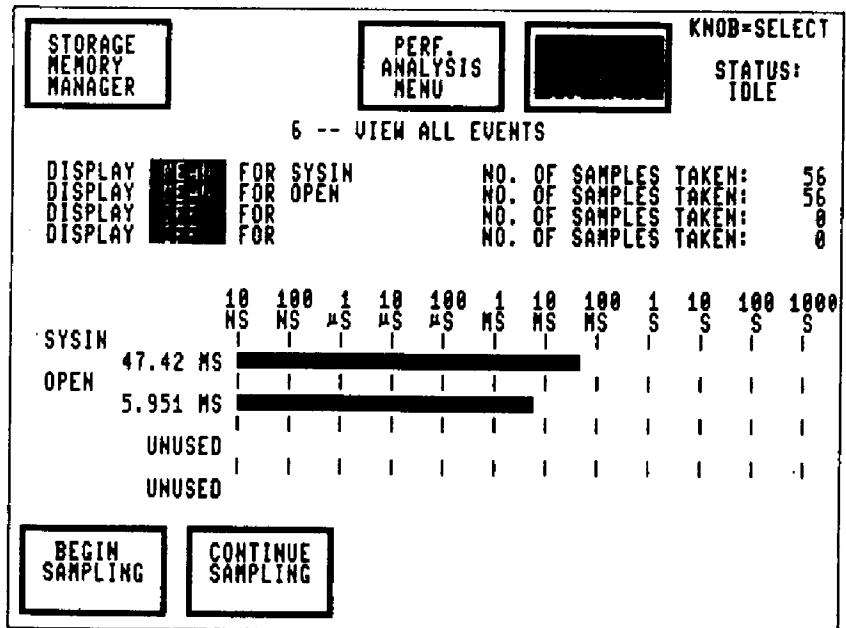 STORAGE
MEMORY
MANAGER
PERF.
ANALYSIS
MENU
KNOB=SELECT
STATUS:
IDLE
6 -- VIEW ALL EVENTS
DISPLAY MEAN FOR SYSIN NO. OF SAMPLES TAKEN: 56
DISPLAY MEAN FOR OPEN NO. OF SAMPLES TAKEN: 56
DISPLAY OFF FOR NO. OF SAMPLES TAKEN: 0
DISPLAY OFF FOR NO. OF SAMPLES TAKEN: 0
10 100 1 10 100 1 10 100 1 10 100 1000
NS NS µS µS µS MS MS MS S S S S
SYSIN
47.42 MS
OPEN
5.951 MS
UNUSED
UNUSED
BEGIN
SAMPLING
CONTINUE
SAMPLING